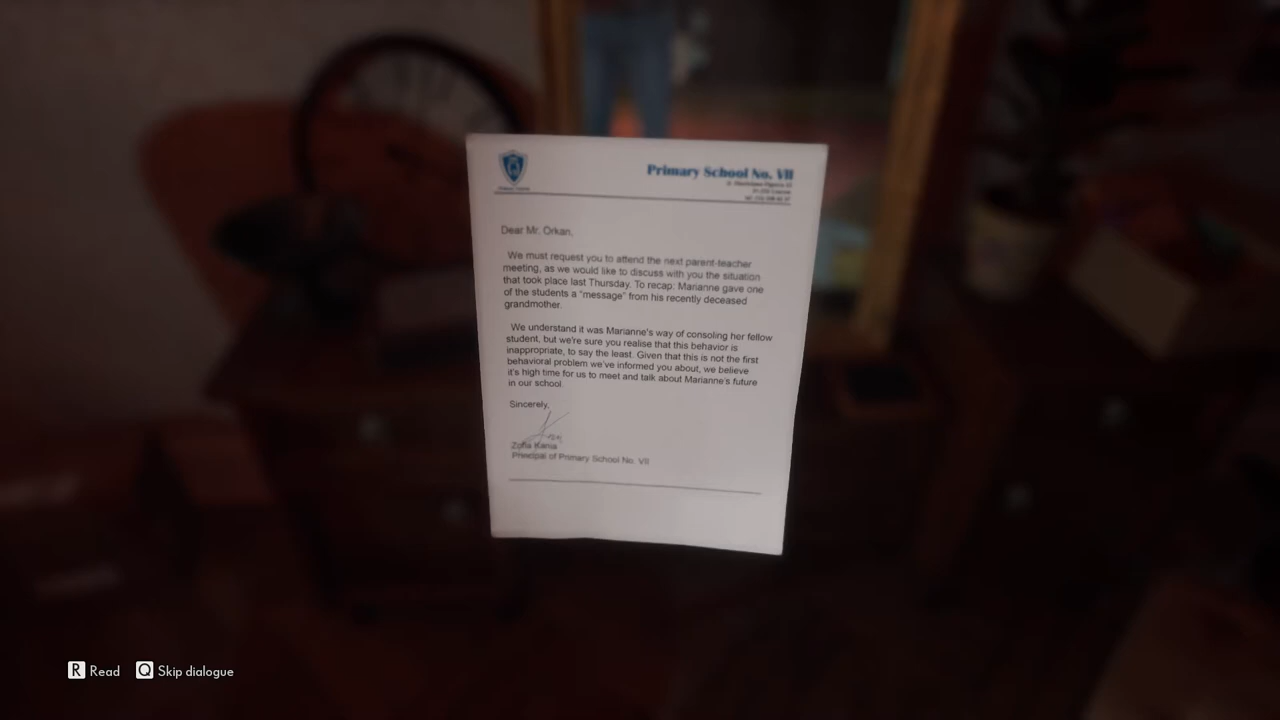 Primary School No. VII
Dear Mr. Orkan,
We must request you to attend the next parent-teacher
meeting, as we would like to discuss with you the situation
that took place last Thursday. To recap: Marianne gave one
of the students a "message" from his recently deceased
grandmother.
We understand it was Marianne's way of consoling her fellow
student, but we're sure you realise that this behavior is
inappropriate, to say the least. Given that this is not the first
behavioral problem we've informed you about, we believe
it's high time for us to meet and talk about Marianne's future
in our school.
Sincerely,
Zofia Kania
Principal of Primary School No. VII
R Read Q Skip dialogue